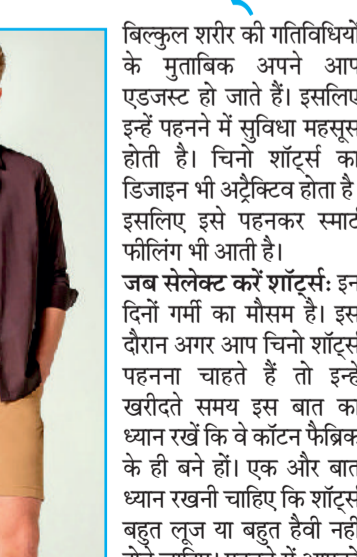 बिल्कुल शरीर की गतिविधियों
के मुताबिक अपने आप
एडजस्ट हो जाते हैं। इसलिए
इन्हें पहनने में सुविधा महसूस
होती है। चिनो शॉर्ट्स का
डिजाइन भी अट्रैक्टिव होता है
इसलिए इसे पहनकर स्मार्ट
फीलिंग भी आती है।
जब सेलेक्ट करें शॉर्ट्सः इन
दिनों गर्मी का मौसम है। इस
दौरान अगर आप चिनो शॉर्ट्स
पहनना चाहते हैं तो इन्हें
खरीदते समय इस बात का
ध्यान रखें कि वे कॉटन फैब्रिक
के ही बने हों। एक और बात
ध्यान रखनी चाहिए कि शॉर्ट्स
बहुत लूज या बहुत हैवी नहीं